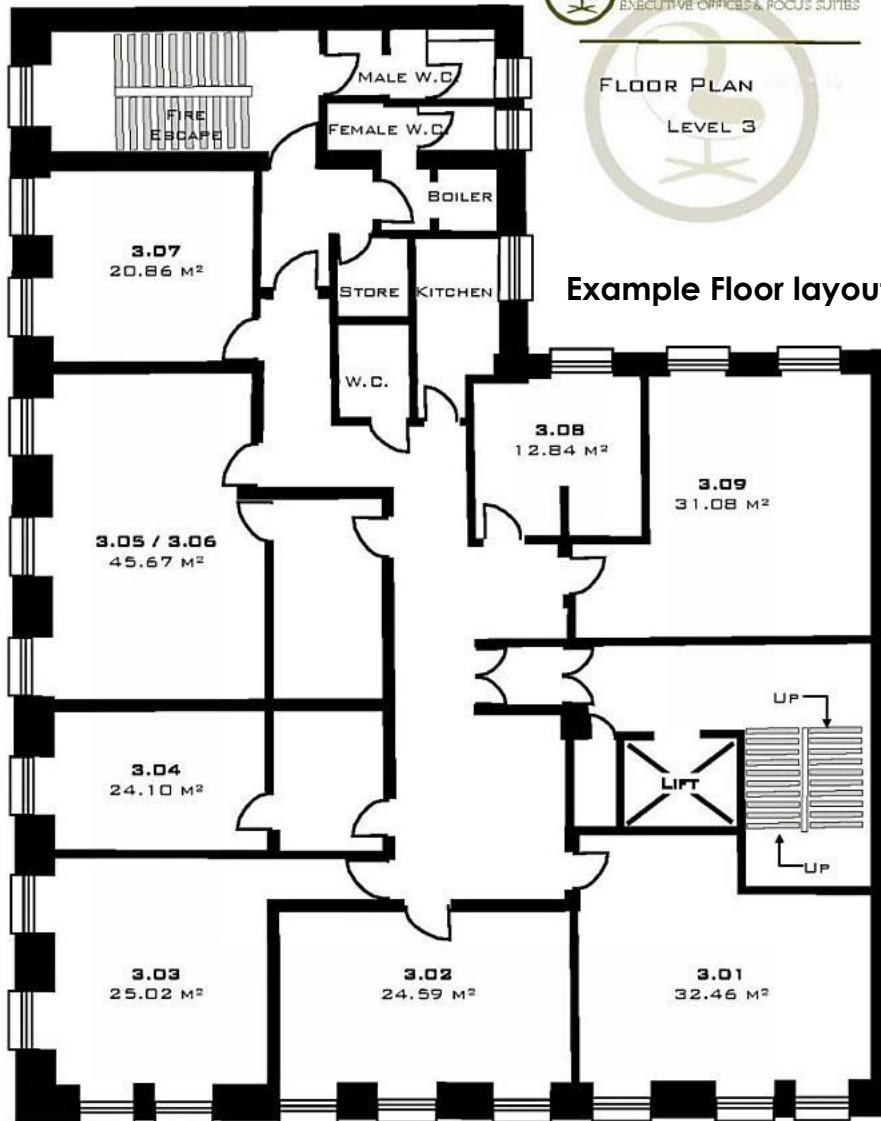 EXECUTIVE OFFICES & FOCUS SUITES
FLOOR PLAN
LEVEL 3
Example Floor layou
MALE W.C.
FIRE
ESCAPE
FEMALE W.C.
BOILER
3.07
20.86 M²
STORE
KITCHEN
W.C.
3.08
12.84 M²
3.09
31.08 M²
3.05 / 3.06
45.67 M²
UP
3.04
24.10 M²
LIFT
UP
3.03
25.02 M²
3.02
24.59 M²
3.01
32.46 M²